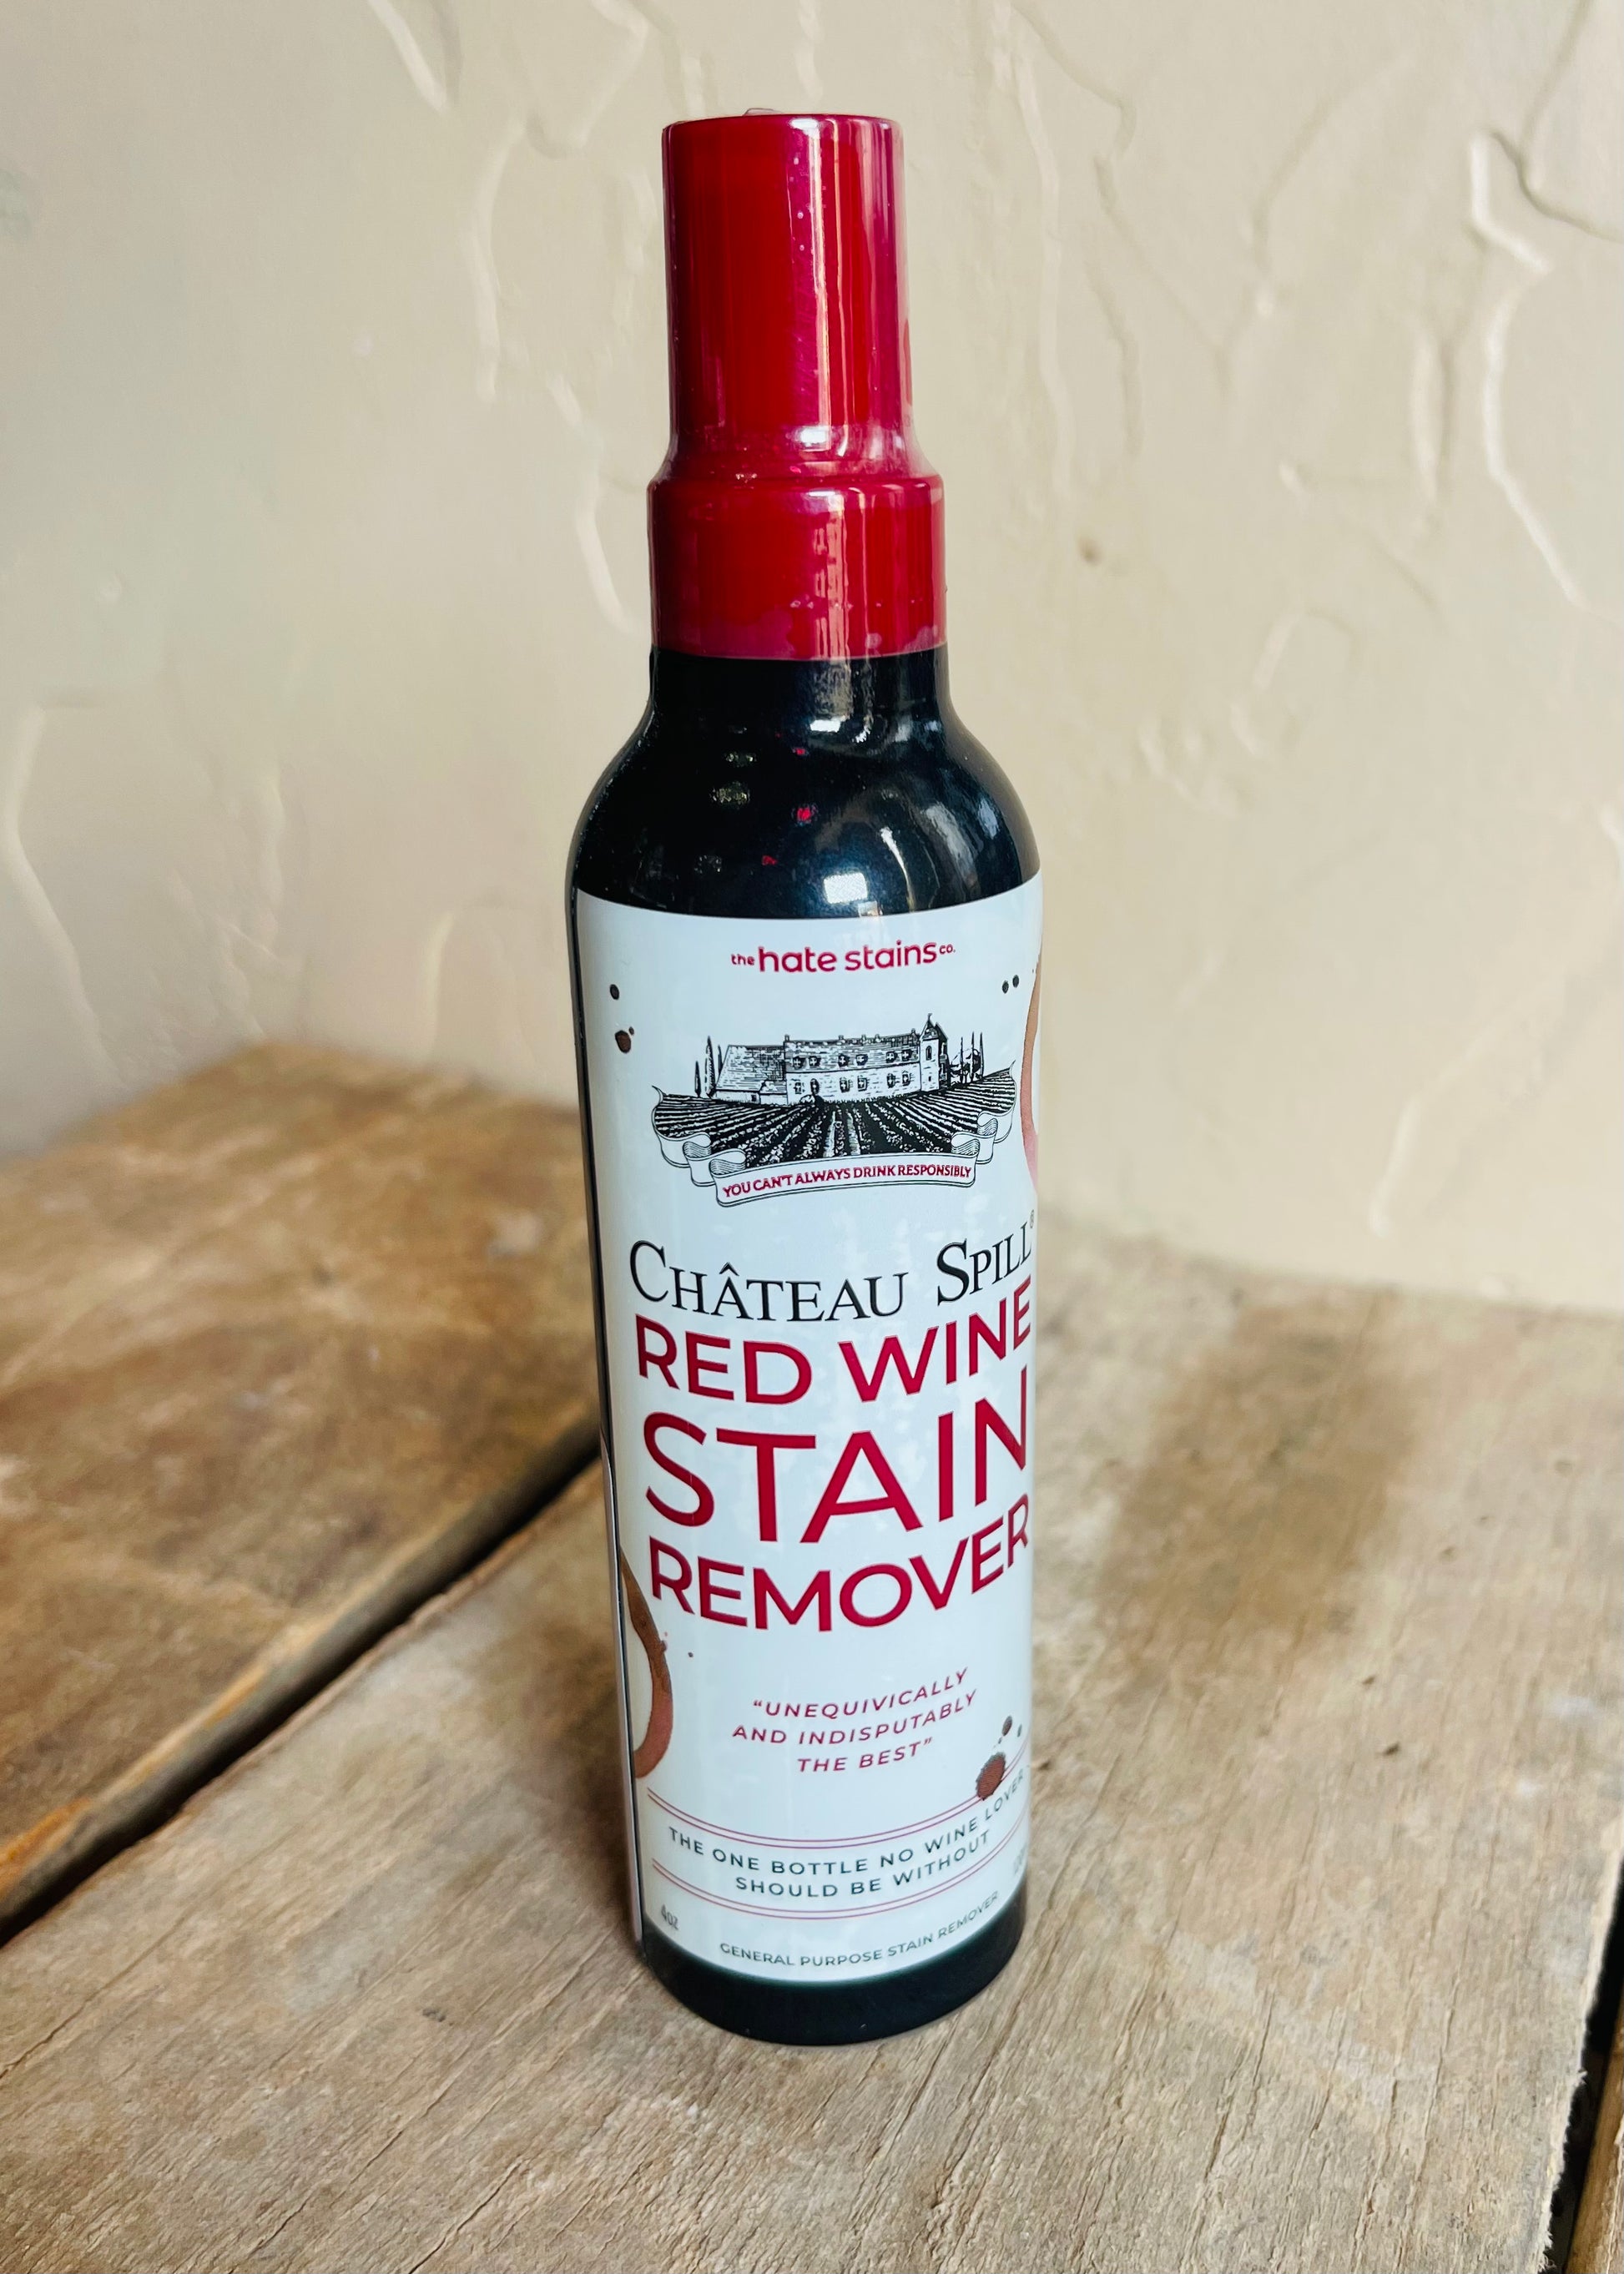 the hate stains co.
YOU CAN'T ALWAYS DRINK RESPONSIBLY
CHÂTEAU SPILL®
RED WINE
STAIN
REMOVER
"UNEQUIVICALLY
AND INDISPUTABLY
THE BEST"
THE ONE BOTTLE NO WINE LOVER
SHOULD BE WITHOUT
4oz
GENERAL PURPOSE STAIN REMOVER